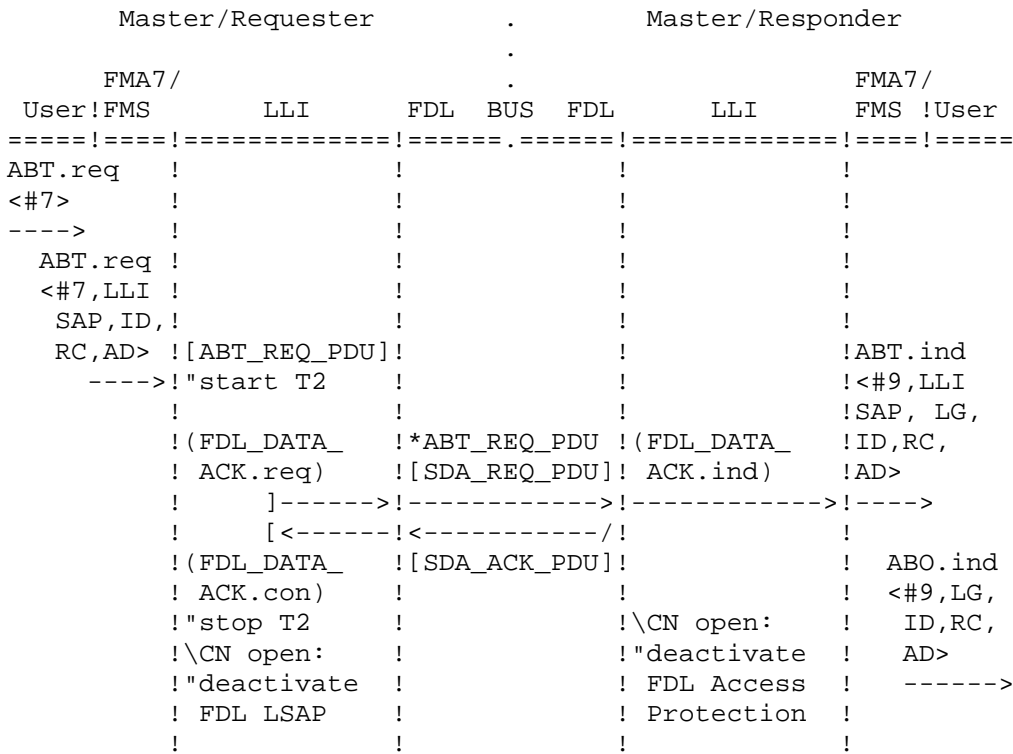 Master/Requester        .        Master/Responder
                                .
      FMA7/                     .                     FMA7/
 User!FMS       LLI      FDL   BUS   FDL      LLI      FMS !User
=====!====!=============!======.======!=============!====!=====
ABT.req   !             !             !             !
<#7>      !             !             !             !
---->     !             !             !             !
  ABT.req !             !             !             !
  <#7,LLI !             !             !             !
   SAP,ID,!             !             !             !
   RC,AD> ![ABT_REQ_PDU]!             !             !ABT.ind
     ---->!"start T2    !             !             !<#9,LLI
          !             !             !             !SAP, LG,
          !(FDL_DATA_   !*ABT_REQ_PDU !(FDL_DATA_   !ID,RC,
          ! ACK.req)    ![SDA_REQ_PDU]! ACK.ind)    !AD>
          !     ]------>!------------>!------------>!---->
          !     [<------!<-----------/!             !
          !(FDL_DATA_   ![SDA_ACK_PDU]!             !  ABO.ind
          ! ACK.con)    !             !             !  <#9,LG,
          !"stop T2     !             !\CN open:    !   ID,RC,
          !\CN open:    !             !"deactivate  !   AD>
          !"deactivate  !             ! FDL Access  !   ------>
          ! FDL LSAP    !             ! Protection  !
          !             !             !             !